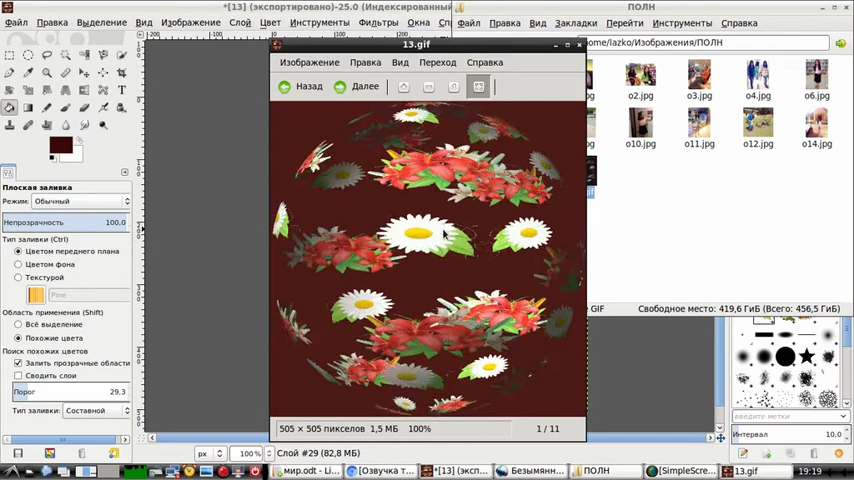 *[13] (экспортировано)-25.0 (Индексированный
ПОЛН
Файл Правка Выделение Вид Изображение Слой Цвет Инструменты Фильтры Окна
Файл Правка Вид Закладки Перейти Инструменты Справка
13.gif
home/lazko/Изображения/ПОЛН
Изображение Правка Вид Переход Справка
Назад Далее
o2.jpg o3.jpg o4.jpg o6.jpg
o10.jpg o11.jpg o12.jpg o14.jpg
Плоская заливка
Режим: Обычный
Непрозрачность 100,0
Тип заливки (Ctrl)
Цветом переднего плана
Цветом фона
Текстурой
Pine
Область применения (Shift)
Всё выделение
Похожие цвета
Поиск похожих цветов
Залить прозрачные области
Сводить слои
Порог 29,3
Тип заливки: Составной
GIF Свободное место: 419,6 ГиБ (Всего: 456,5 ГиБ)
введите метки
Интервал 10,0
505 × 505 пикселов 1,5 МБ 100% 1 / 11
px 100 % Слой #29 (82,8 МБ)
мир.odt - Li... [Озвучка т... *[13] (экспо... Безымянн... ПОЛН [SimpleScre... 13.gif 19:19